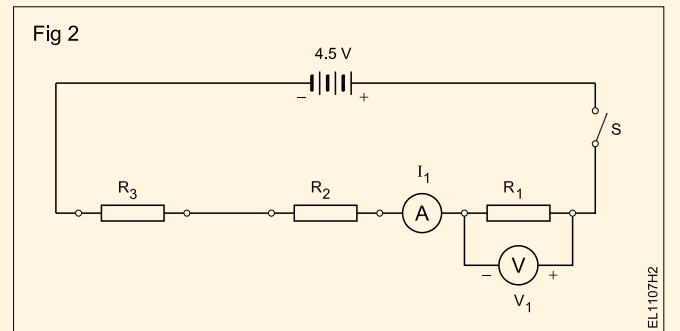 Fig 2
4.5 V
– +
S
I₁
R₃ R₂ A R₁
– V +
V₁
EL1107H2